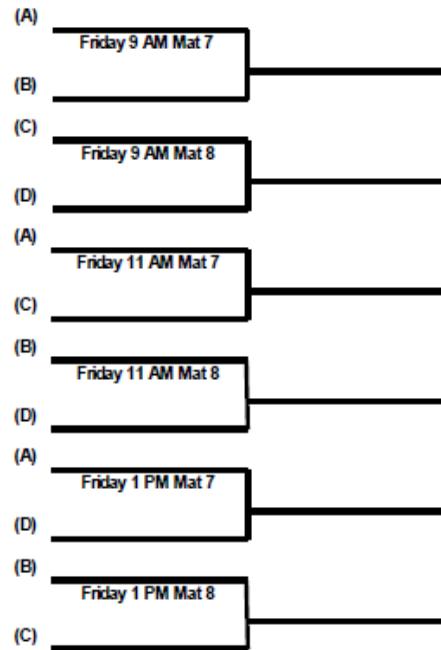 (A)
Friday 9 AM Mat 7
(B)
(C)
Friday 9 AM Mat 8
(D)
(A)
Friday 11 AM Mat 7
(C)
(B)
Friday 11 AM Mat 8
(D)
(A)
Friday 1 PM Mat 7
(D)
(B)
Friday 1 PM Mat 8
(C)